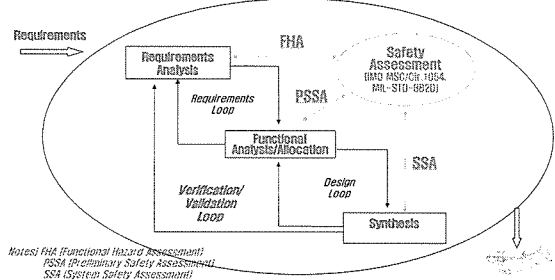 Requirements
FHA
Requirements
Analysis
Safety
Assessment
(IMO MSC/Cir.1054,
MIL-STD-882D)
Requirements
Loop
PSSA
Functional
Analysis/Allocation
Verification/
Validation
Loop
Design
Loop
SSA
Synthesis
Notes) FHA (Functional Hazard Assessment)
PSSA (Preliminary Safety Assessment)
SSA (System Safety Assessment)